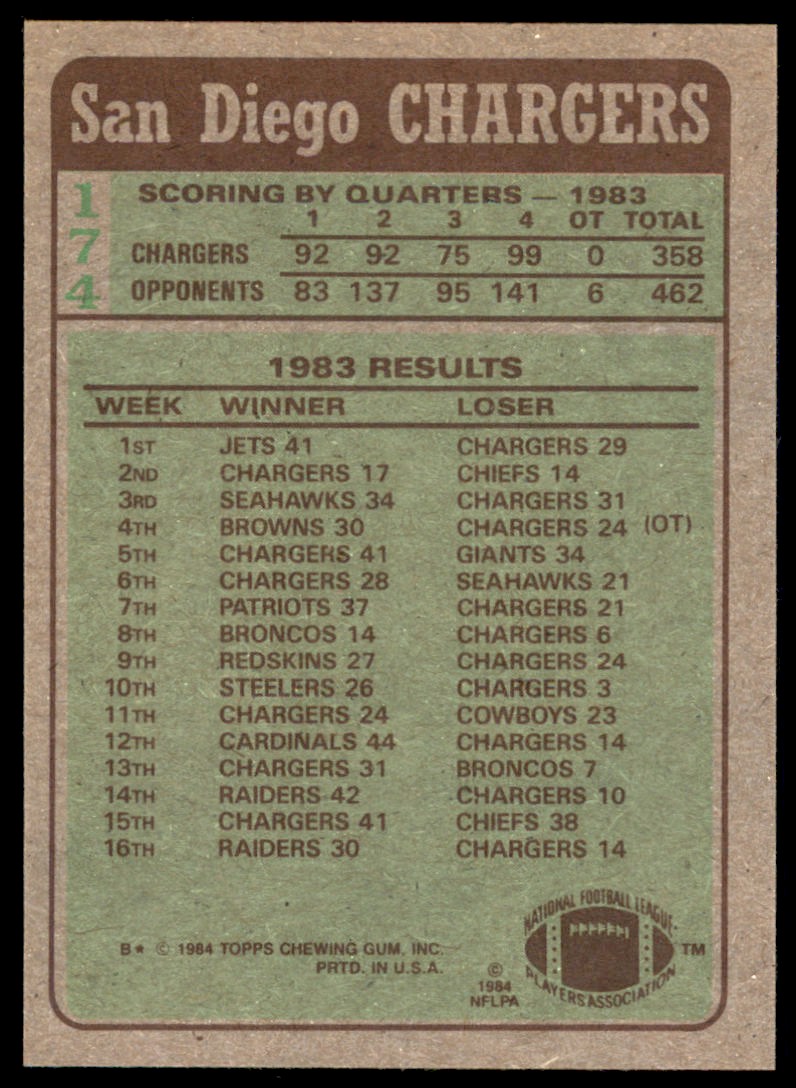 San Diego CHARGERS
174
SCORING BY QUARTERS — 1983
1 2 3 4 OT TOTAL
CHARGERS 92 92 75 99 0 358
OPPONENTS 83 137 95 141 6 462
1983 RESULTS
WEEK WINNER LOSER
1ST JETS 41 CHARGERS 29
2ND CHARGERS 17 CHIEFS 14
3RD SEAHAWKS 34 CHARGERS 31
4TH BROWNS 30 CHARGERS 24 (OT)
5TH CHARGERS 41 GIANTS 34
6TH CHARGERS 28 SEAHAWKS 21
7TH PATRIOTS 37 CHARGERS 21
8TH BRONCOS 14 CHARGERS 6
9TH REDSKINS 27 CHARGERS 24
10TH STEELERS 26 CHARGERS 3
11TH CHARGERS 24 COWBOYS 23
12TH CARDINALS 44 CHARGERS 14
13TH CHARGERS 31 BRONCOS 7
14TH RAIDERS 42 CHARGERS 10
15TH CHARGERS 41 CHIEFS 38
16TH RAIDERS 30 CHARGERS 14
B★ © 1984 TOPPS CHEWING GUM, INC.
PRTD. IN U.S.A.
©
1984
NFLPA
NATIONAL FOOTBALL LEAGUE
PLAYERS ASSOCIATION
TM